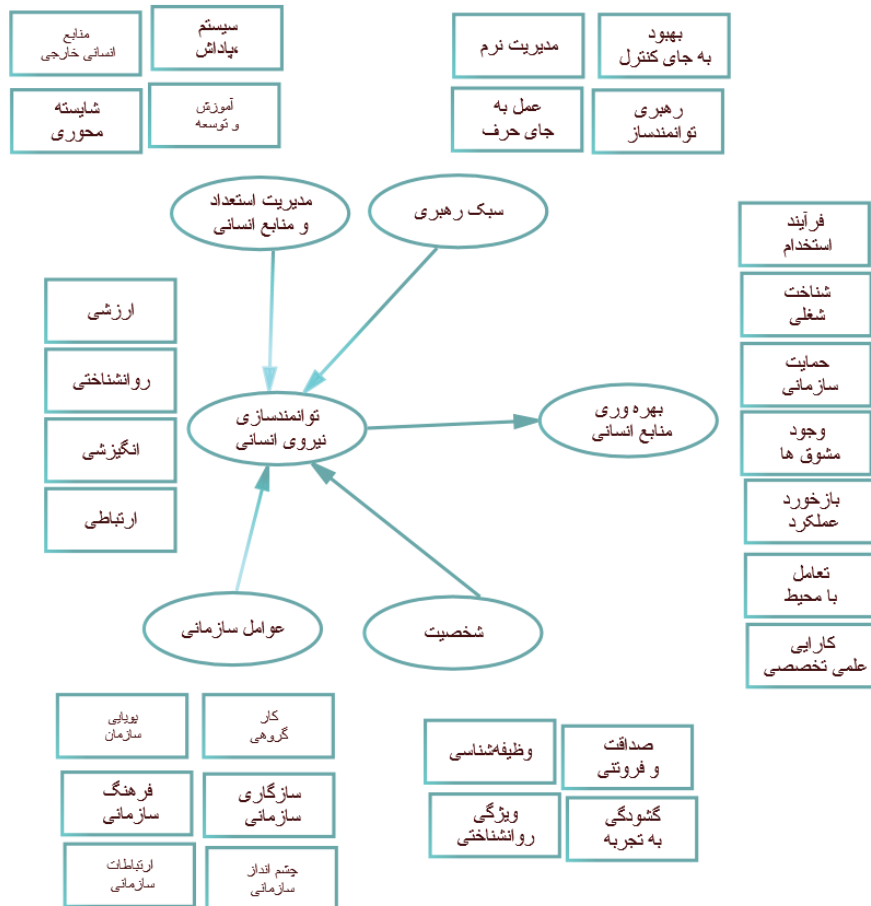 منابع
انسانی خارجی
سیستم
پاداش،
شایسته
محوری
آموزش
و توسعه
مدیریت نرم
بهبود
به جای کنترل
عمل به
جای حرف
رهبری
توانمندساز
مدیریت استعداد
و منابع انسانی
سبک رهبری
ارزشی
روانشناختی
انگیزشی
ارتباطی
توانمندسازی
نیروی انسانی
بهره وری
منابع انسانی
فرآیند
استخدام
شناخت
شغلی
حمایت
سازمانی
وجود
مشوق ها
بازخورد
عملکرد
تعامل
با محیط
کارایی
علمی تخصصی
عوامل سازمانی
شخصیت
پویایی
سازمان
کار
گروهی
فرهنگ
سازمانی
سازگاری
سازمانی
ارتباطات
سازمانی
چشم انداز
سازمانی
وظیفه‌شناسی
صداقت
و فروتنی
ویژگی
روانشناختی
گشودگی
به تجربه